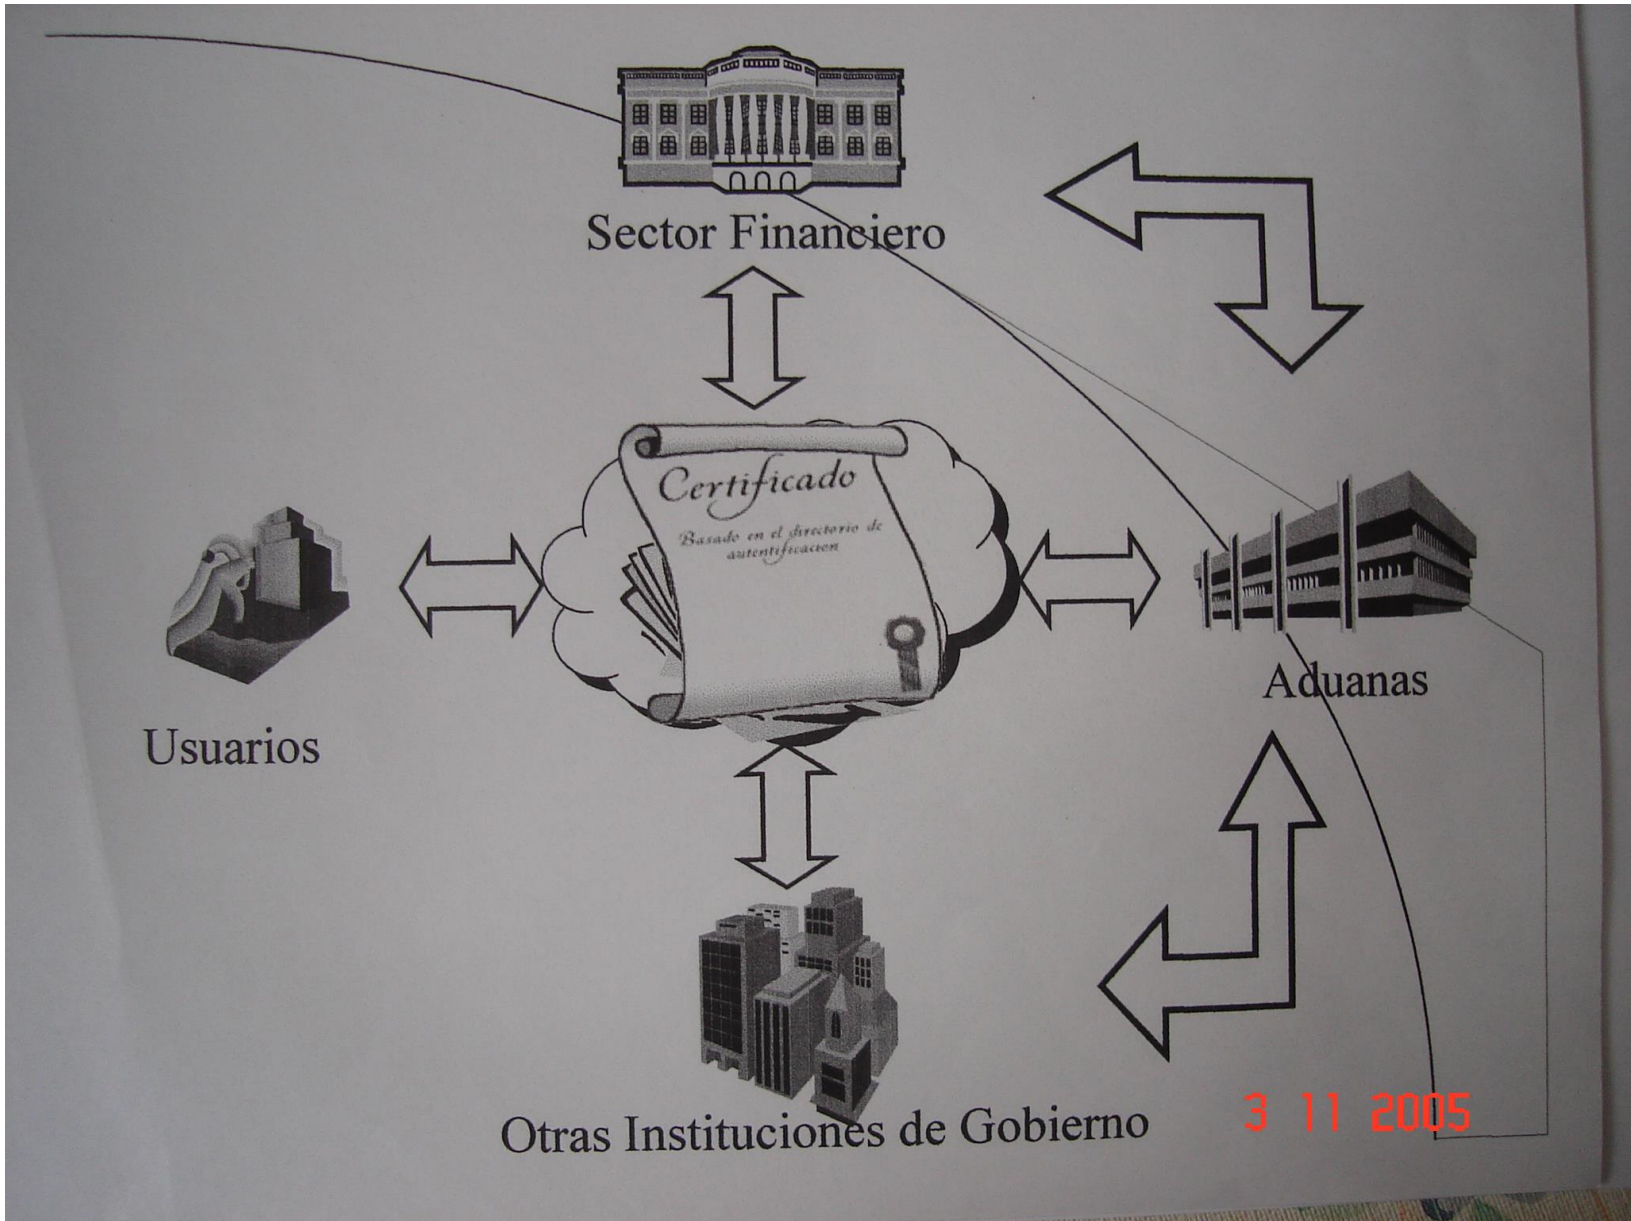 Sector Financiero
Certificado
Basado en el directorio de
autentificacion
Usuarios
Aduanas
Otras Instituciones de Gobierno
3 11 2005